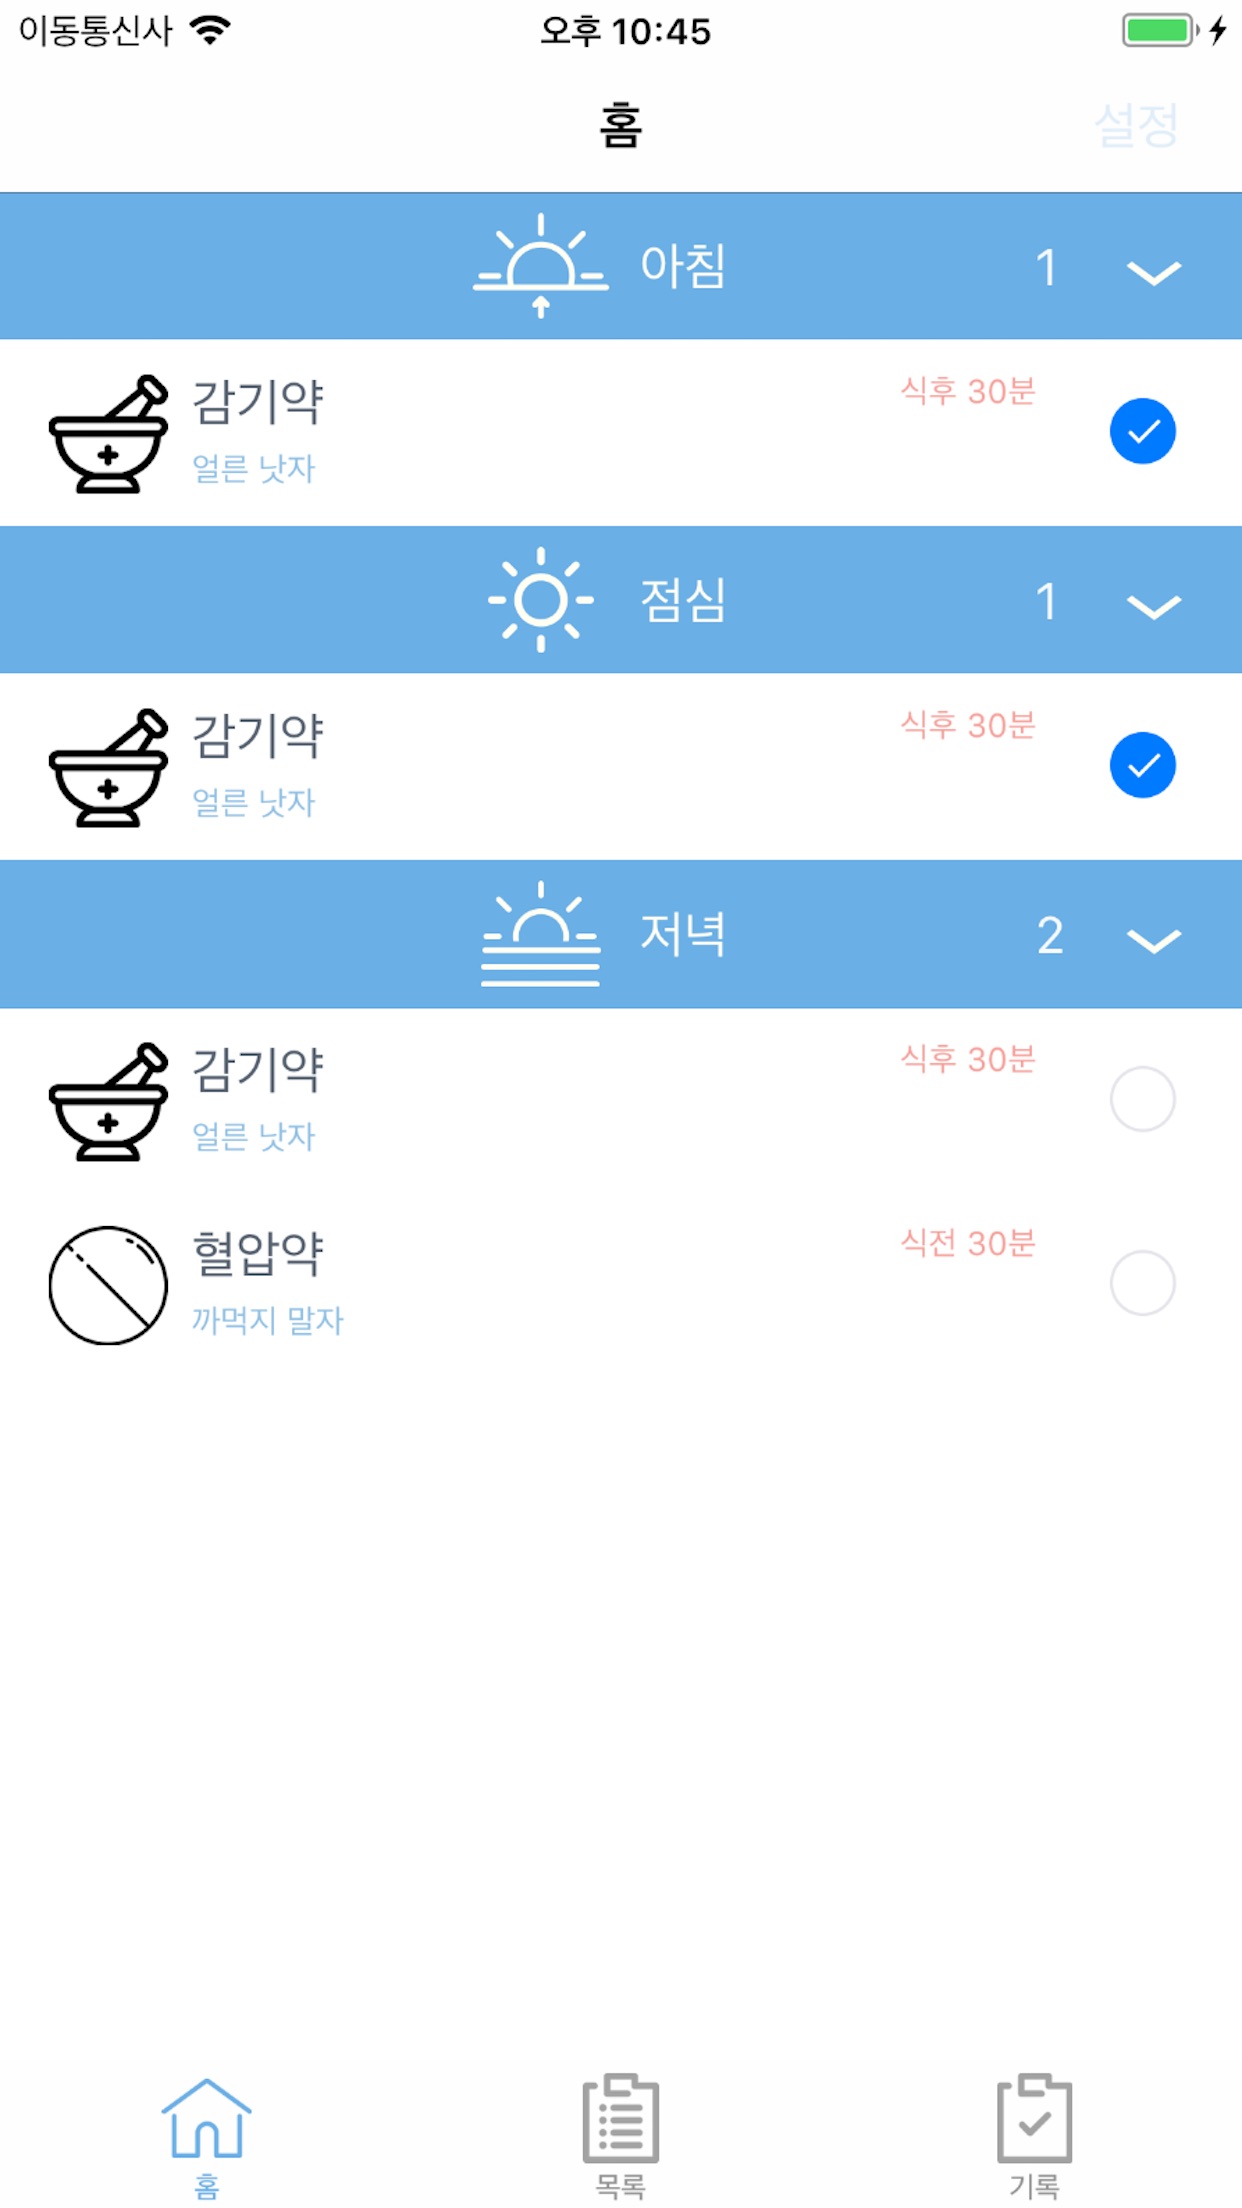 이동통신사 오후 10:45
홈 설정
아침 1
감기약 식후 30분
얼른 낫자
점심 1
감기약 식후 30분
얼른 낫자
저녁 2
감기약 식후 30분
얼른 낫자
혈압약 식전 30분
까먹지 말자
홈 목록 기록